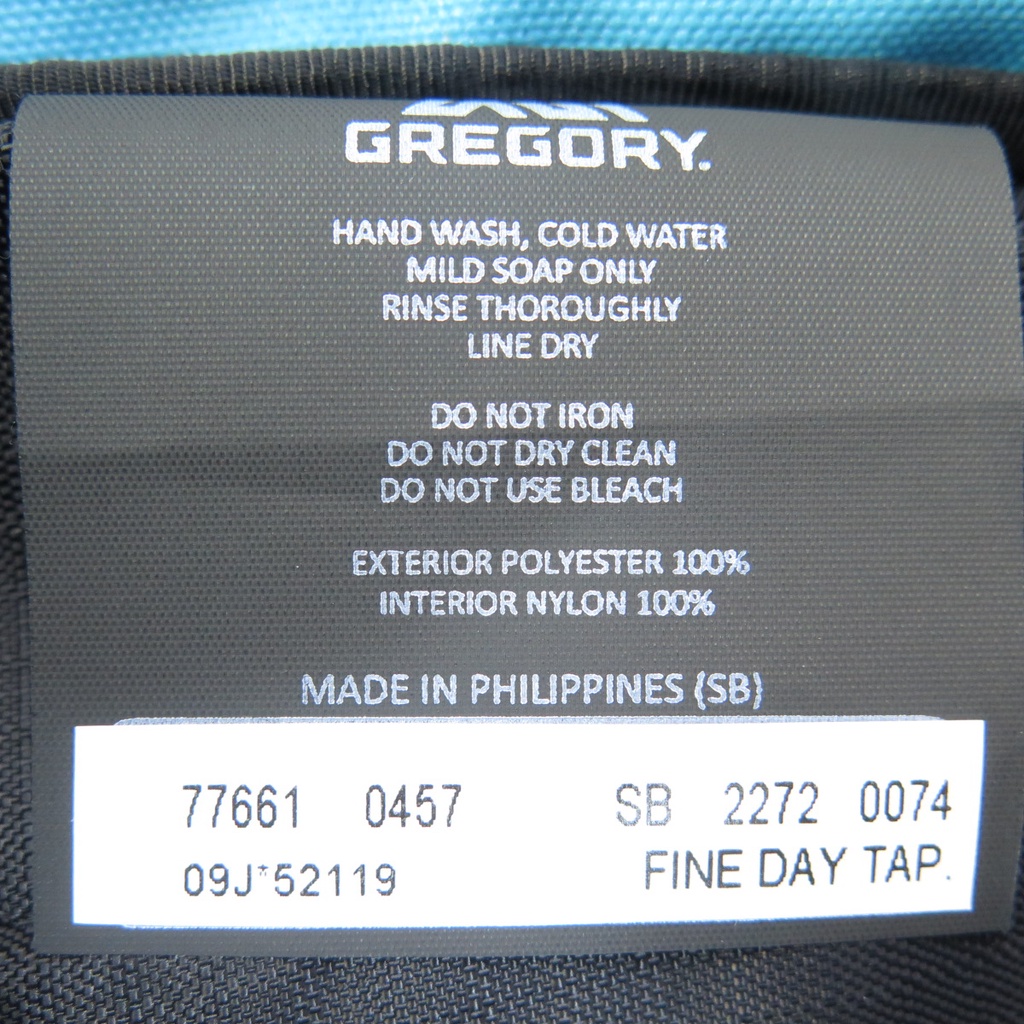 GREGORY.
HAND WASH, COLD WATER
MILD SOAP ONLY
RINSE THOROUGHLY
LINE DRY
DO NOT IRON
DO NOT DRY CLEAN
DO NOT USE BLEACH
EXTERIOR POLYESTER 100%
INTERIOR NYLON 100%
MADE IN PHILIPPINES (SB)
77661 0457 SB 2272 0074
09J*52119 FINE DAY TAP.